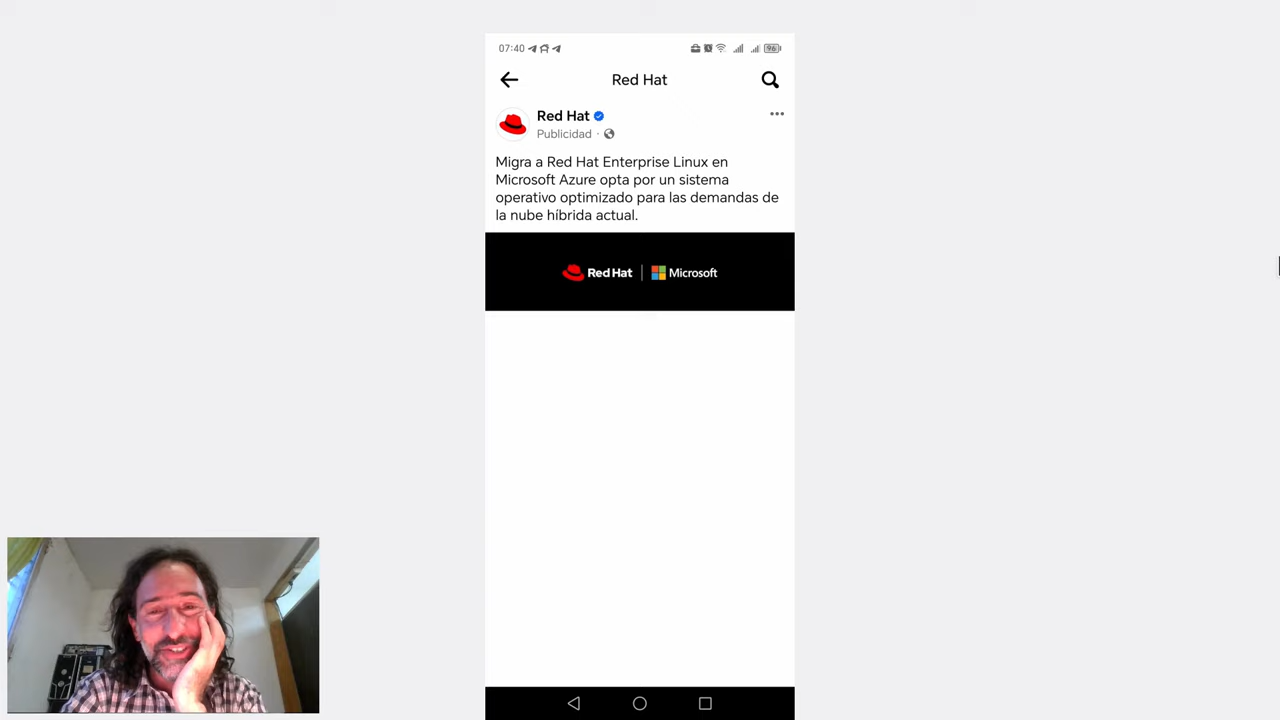 07:40
96
Red Hat
Red Hat
Publicidad ·
Migra a Red Hat Enterprise Linux en
Microsoft Azure opta por un sistema
operativo optimizado para las demandas de
la nube híbrida actual.
Red Hat | Microsoft